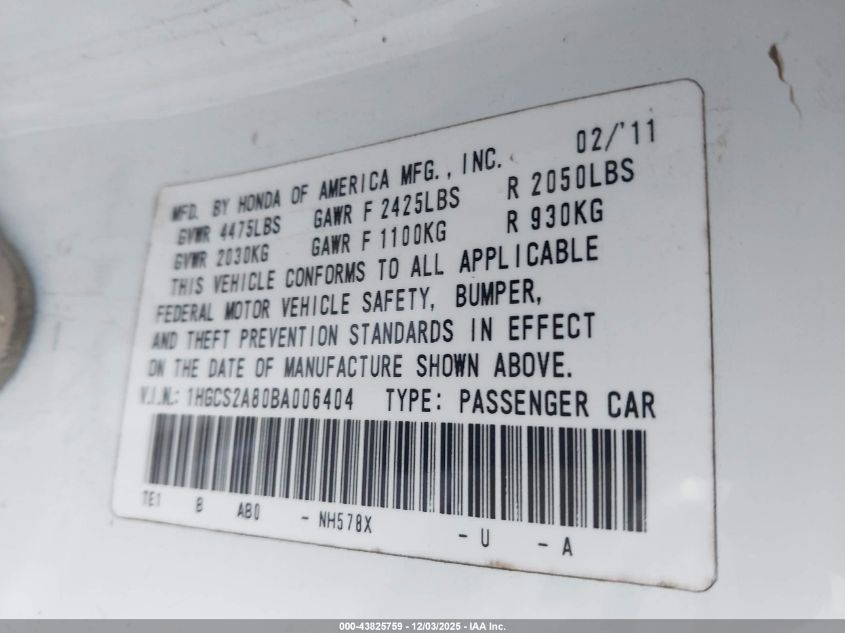 MFD. BY HONDA OF AMERICA MFG., INC. 02/'11
GVWR 4475LBS GAWR F 2425LBS R 2050LBS
GVWR 2030KG GAWR F 1100KG R 930KG
THIS VEHICLE CONFORMS TO ALL APPLICABLE
FEDERAL MOTOR VEHICLE SAFETY, BUMPER,
AND THEFT PREVENTION STANDARDS IN EFFECT
ON THE DATE OF MANUFACTURE SHOWN ABOVE.
V.I.N.: 1HGCS2A80BA006404 TYPE: PASSENGER CAR
TE1 B AB0 - NH578X - U - A
000-43825759 - 12/03/2025 - IAA Inc.